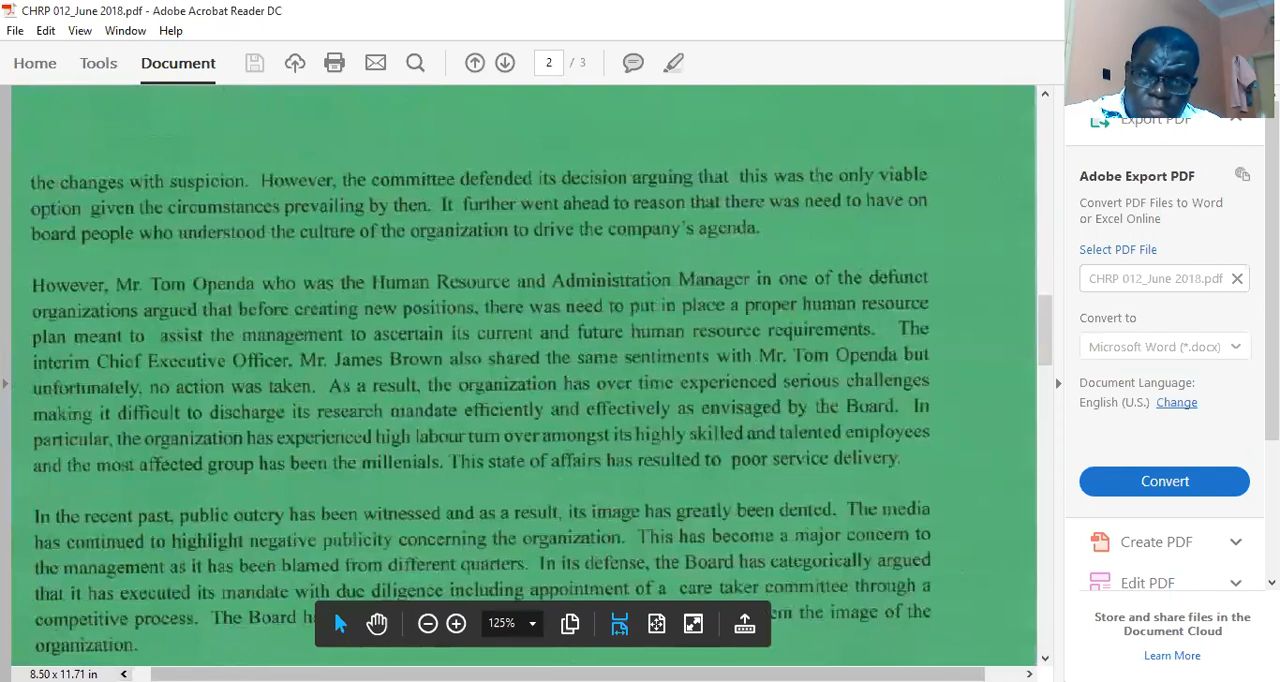 CHRP 012_June 2018.pdf - Adobe Acrobat Reader DC
File Edit View Window Help
Home Tools Document 2 / 3
the changes with suspicion. However, the committee defended its decision arguing that this was the only viable
option given the circumstances prevailing by then. It further went ahead to reason that there was need to have on
board people who understood the culture of the organization to drive the company's agenda.
However, Mr. Tom Openda who was the Human Resource and Administration Manager in one of the defunct
organizations argued that before creating new positions, there was need to put in place a proper human resource
plan meant to assist the management to ascertain its current and future human resource requirements. The
interim Chief Executive Officer, Mr. James Brown also shared the same sentiments with Mr. Tom Openda but
unfortunately, no action was taken. As a result, the organization has over time experienced serious challenges
making it difficult to discharge its research mandate efficiently and effectively as envisaged by the Board. In
particular, the organization has experienced high labour turn over amongst its highly skilled and talented employees
and the most affected group has been the millenials. This state of affairs has resulted to poor service delivery.
In the recent past, public outcry has been witnessed and as a result, its image has greatly been dented. The media
has continued to highlight negative publicity concerning the organization. This has become a major concern to
the management as it has been blamed from different quarters. In its defense, the Board has categorically argued
that it has executed its mandate with due diligence including appointment of a care taker committee through a
competitive process. The Board the image of the
organization.
125%
8.50 x 11.71 in
Export PDF
Adobe Export PDF
Convert PDF Files to Word
or Excel Online
Select PDF File
CHRP 012_June 2018.pdf
Convert to
Microsoft Word (*.docx)
Document Language:
English (U.S.) Change
Convert
Create PDF
Edit PDF
Store and share files in the
Document Cloud
Learn More